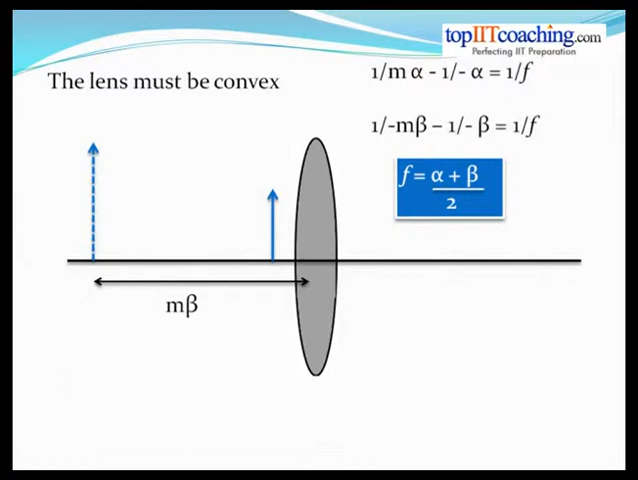 topIITcoaching.com
Perfecting IIT Preparation
The lens must be convex
1/m α - 1/- α = 1/f
1/-mβ – 1/- β = 1/f
f = α + β
2
mβ